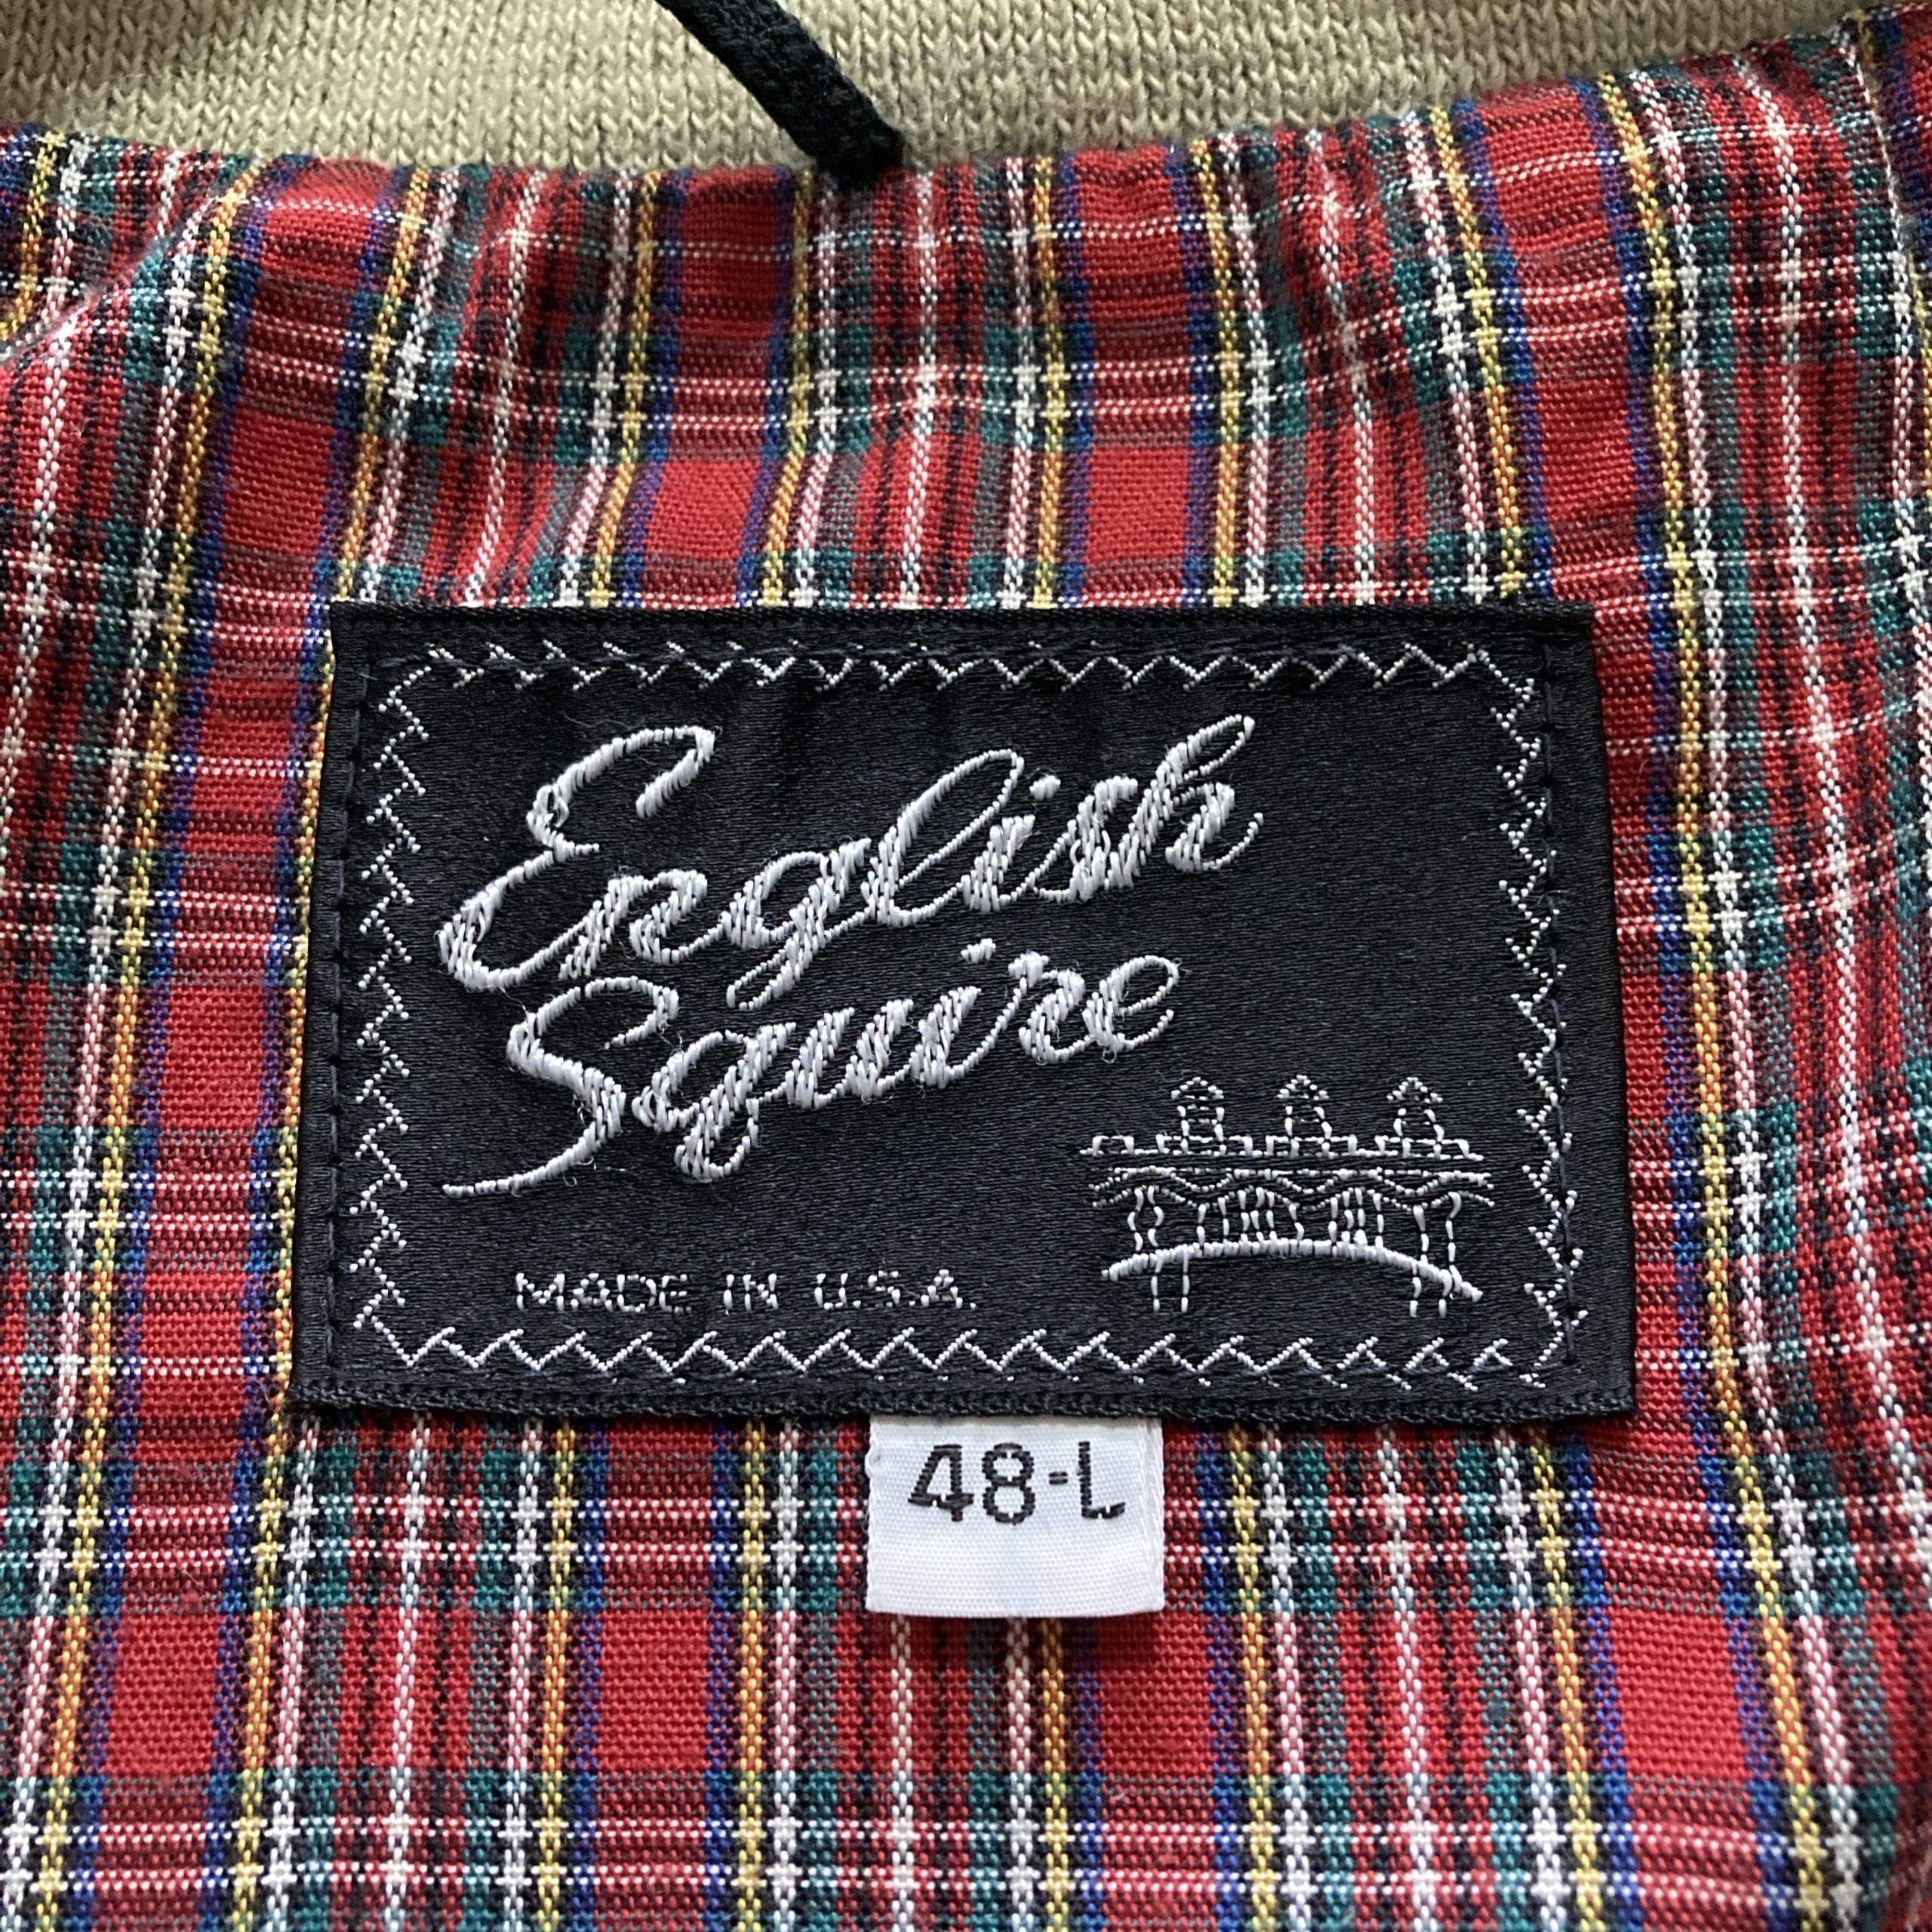 English
Squire
MADE IN U.S.A.
48-L